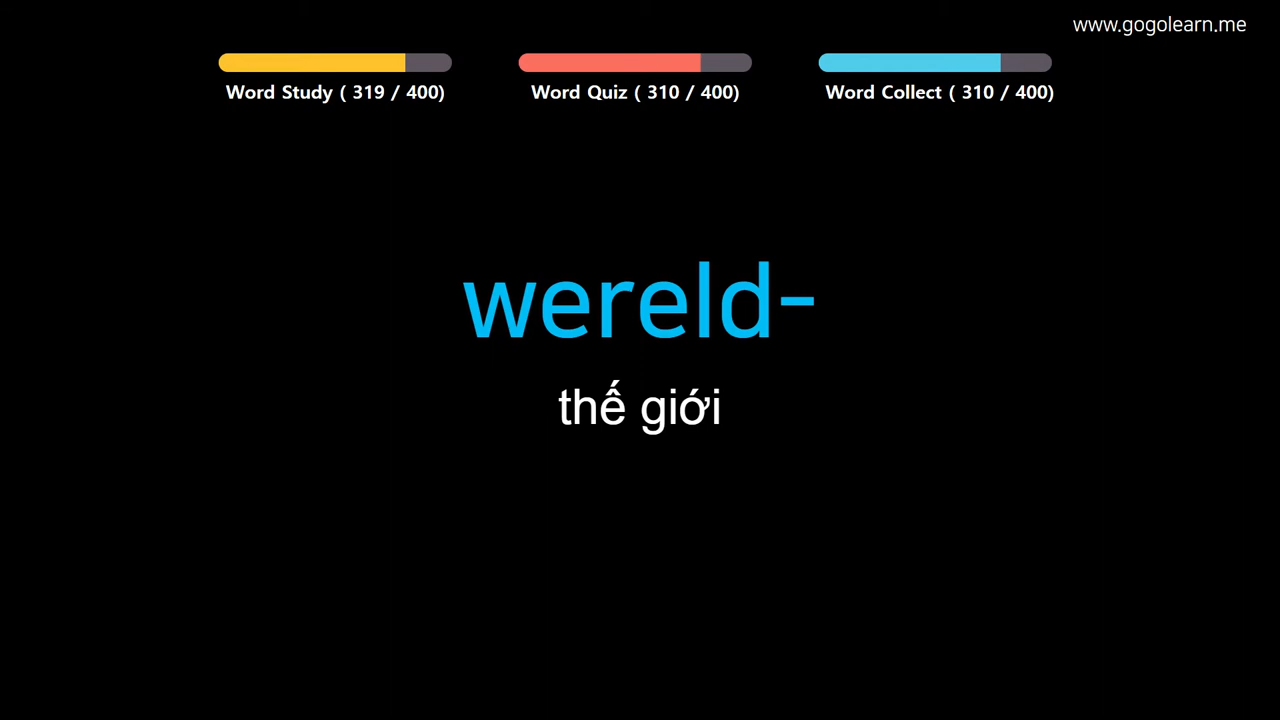 www.gogolearn.me
Word Study ( 319 / 400)
Word Quiz ( 310 / 400)
Word Collect ( 310 / 400)
wereld-
thế giới